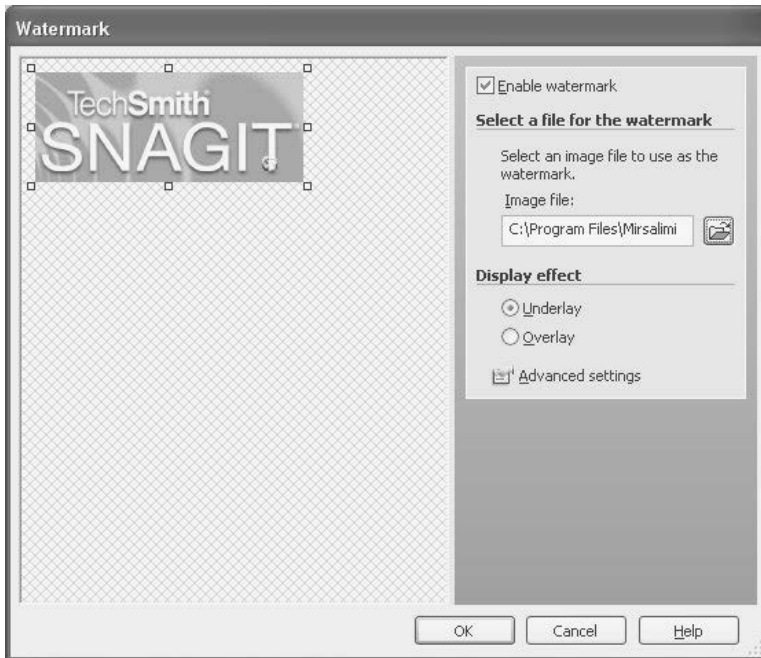 Watermark
TechSmith
SNAGIT
Enable watermark
Select a file for the watermark
Select an image file to use as the
watermark.
Image file:
C:\Program Files\Mirsalimi
Display effect
Underlay
Overlay
Advanced settings
OK
Cancel
Help